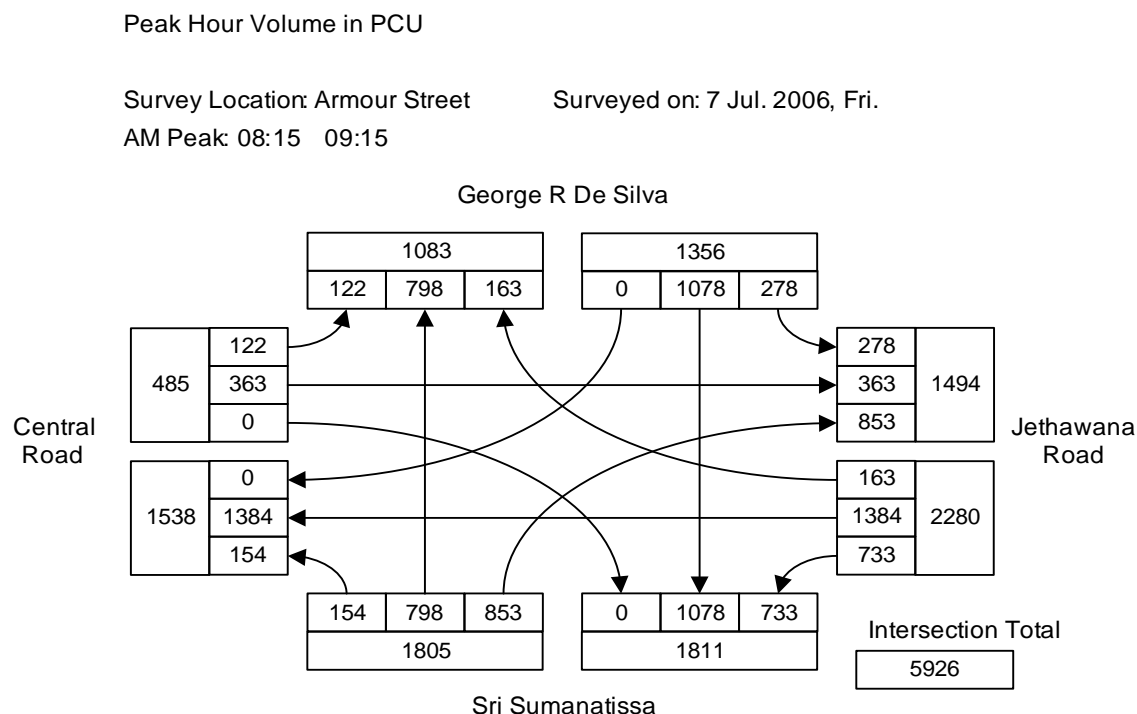 Peak Hour Volume in PCU
Survey Location: Armour Street Surveyed on: 7 Jul. 2006, Fri.
AM Peak: 08:15 09:15
George R De Silva
1083 1356
122 798 163 0 1078 278
122 278
485 363 363 1494
0 853
Central Road
Jethawana Road
0 163
1538 1384 1384 2280
154 733
154 798 853 0 1078 733
1805 1811
Intersection Total
5926
Sri Sumanatissa